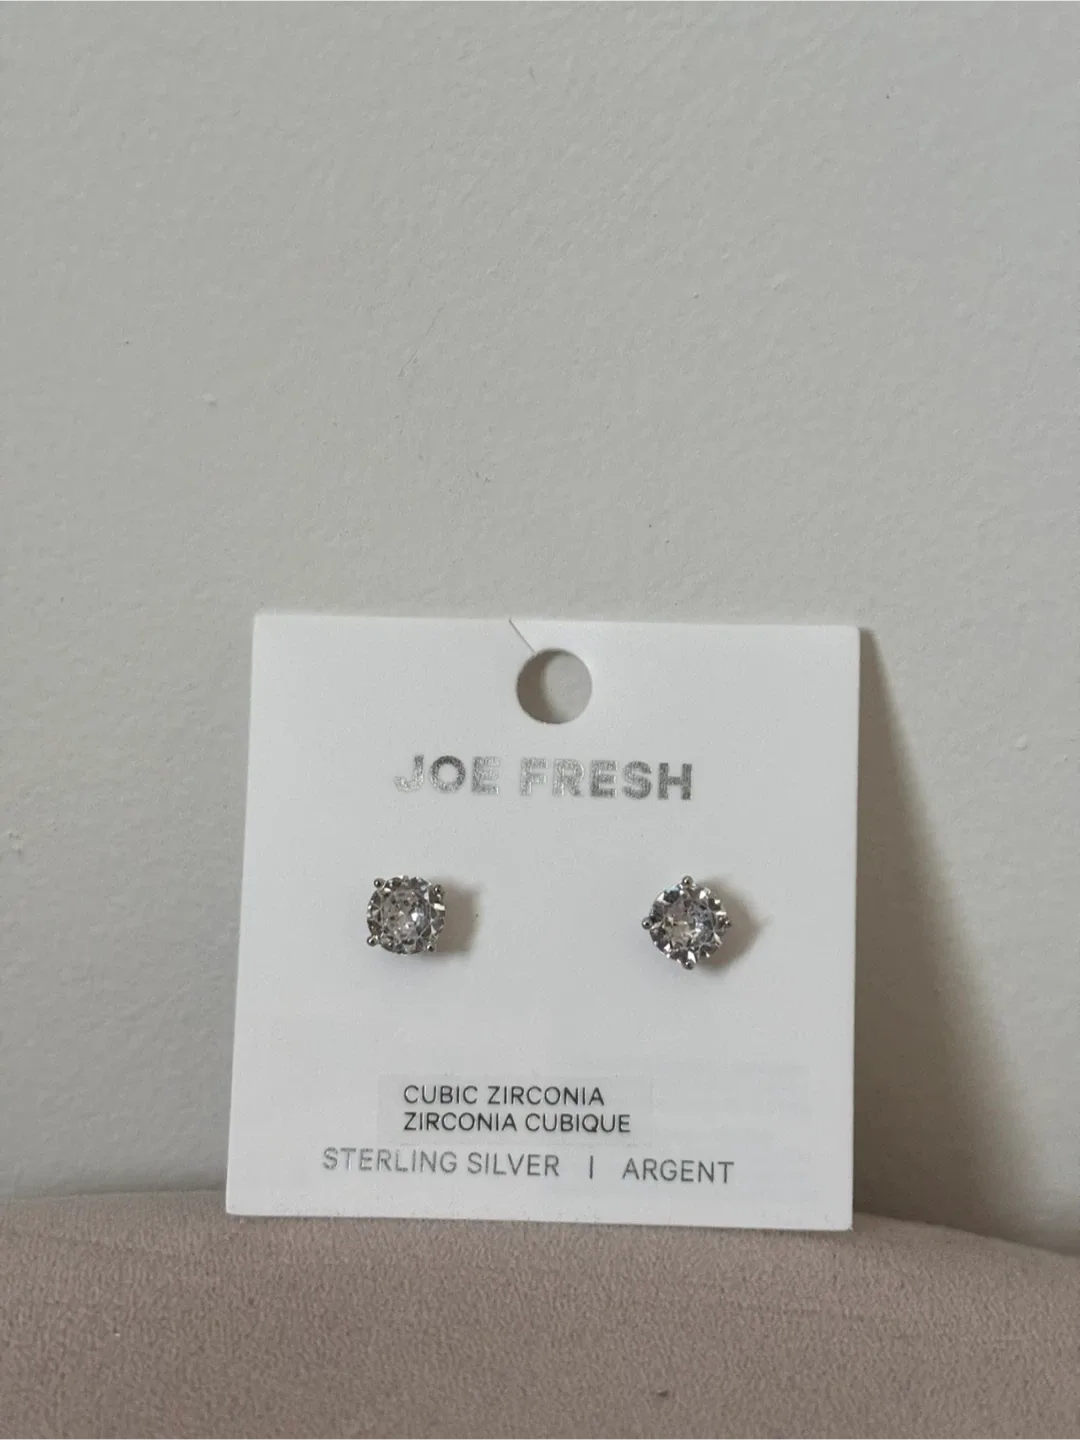 JOE FRESH
CUBIC ZIRCONIA
ZIRCONIA CUBIQUE
STERLING SILVER | ARGENT